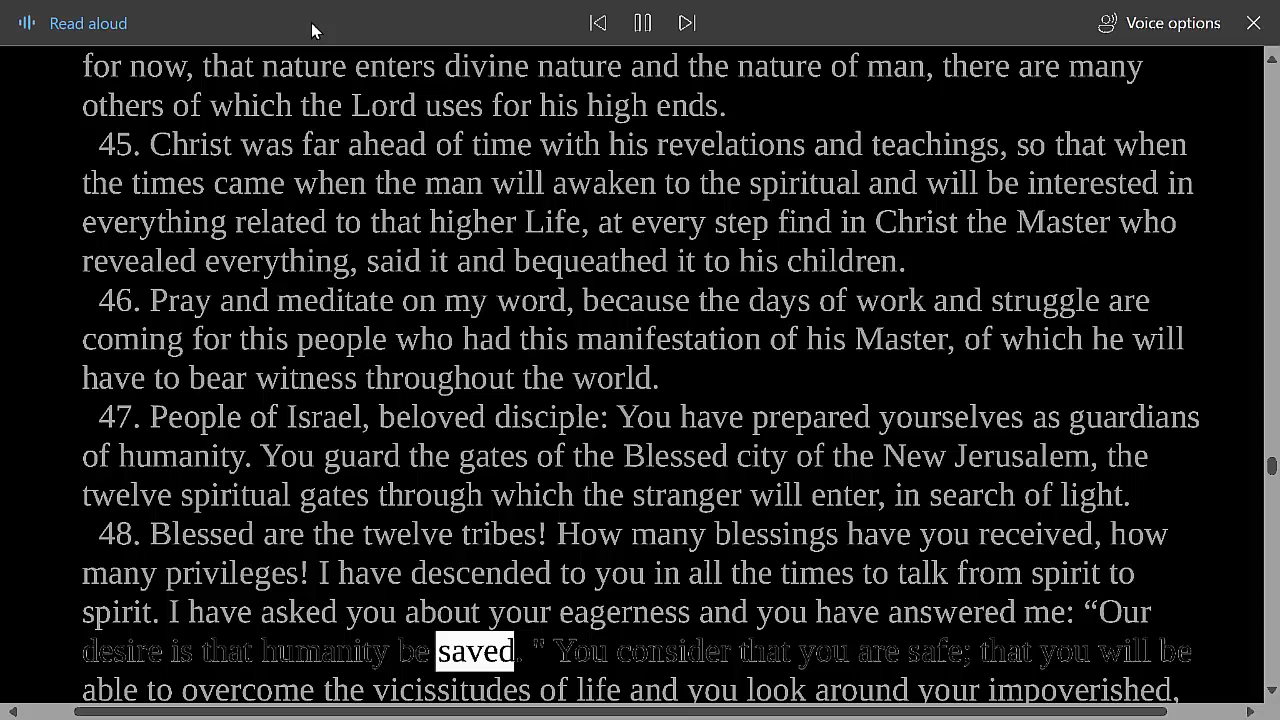 Read aloud
Voice options
for now, that nature enters divine nature and the nature of man, there are many
others of which the Lord uses for his high ends.
45. Christ was far ahead of time with his revelations and teachings, so that when
the times came when the man will awaken to the spiritual and will be interested in
everything related to that higher Life, at every step find in Christ the Master who
revealed everything, said it and bequeathed it to his children.
46. Pray and meditate on my word, because the days of work and struggle are
coming for this people who had this manifestation of his Master, of which he will
have to bear witness throughout the world.
47. People of Israel, beloved disciple: You have prepared yourselves as guardians
of humanity. You guard the gates of the Blessed city of the New Jerusalem, the
twelve spiritual gates through which the stranger will enter, in search of light.
48. Blessed are the twelve tribes! How many blessings have you received, how
many privileges! I have descended to you in all the times to talk from spirit to
spirit. I have asked you about your eagerness and you have answered me: “Our
desire is that humanity be saved. " You consider that you are safe; that you will be
able to overcome the vicissitudes of life and you look around your impoverished,